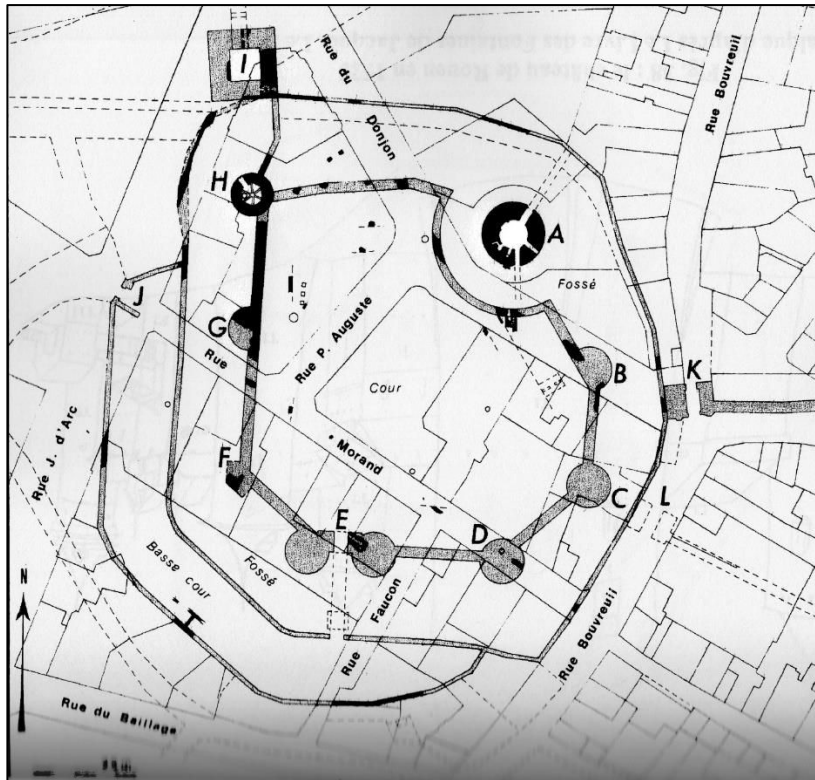 I
Rue du
Donjon
Rue Bouvreuil
H
A
J
Fossé
G
Rue
Rue P. Auguste
B
Cour
K
Rue J. d'Arc
F
Morand
C
L
E
D
Basse cour
Fossé
Rue Faucon
Rue Bouvreuil
N
Rue du Baillage